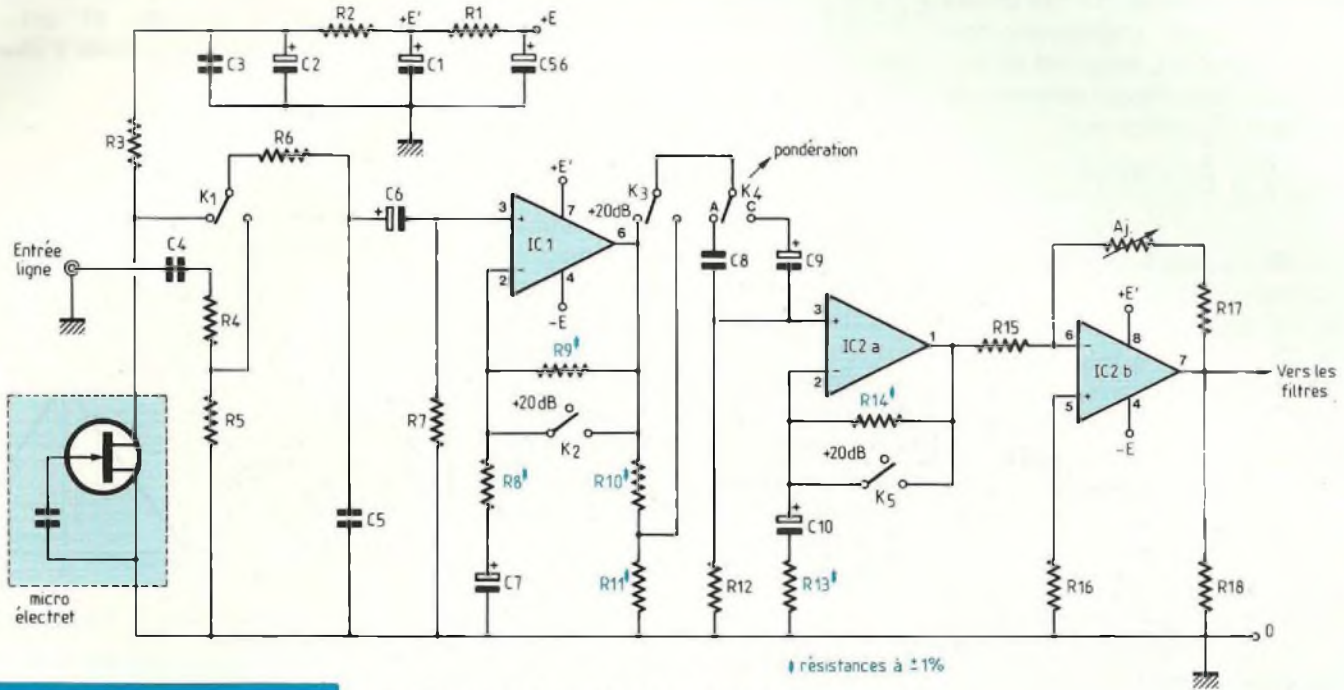 R2
+E'
R1
+E
C3
C2
C1
C56
R3
R6
pondération
K1
C6
+E'
K3
K4
+20dB
A
C
Entrée
ligne
C4
3
7
IC1
6
2
4
-E
C8
C9
Aj.
R4
R9
+20dB
K2
3
IC2 a
1
2
R15
+E'
R17
6
8
IC2 b
7
5
4
-E
Vers les
filtres
R5
R7
R8
R10
R14
+20dB
K5
C10
C5
C7
R11
R12
R13
R16
R18
micro
électret
0
résistances à ±1%